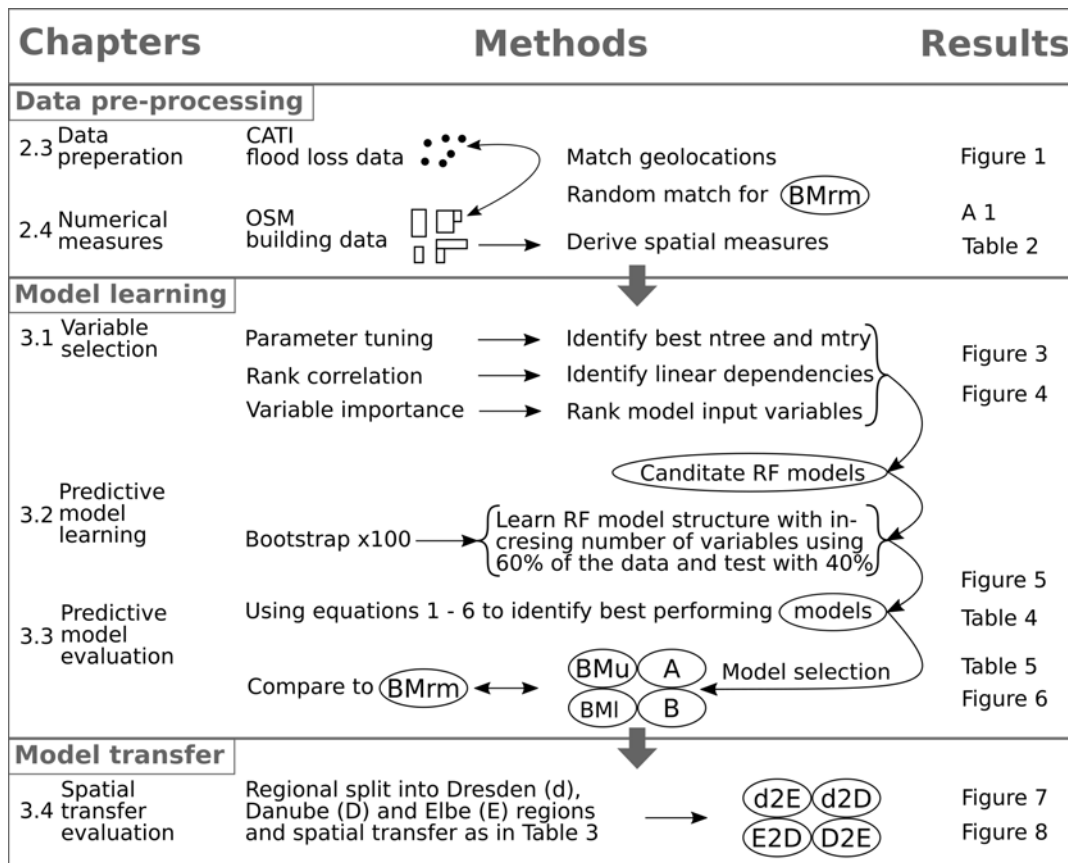 Chapters Methods Results
Data pre-processing
2.3 Data preperation
CATI flood loss data
Match geolocations
Figure 1
Random match for BMrm
A 1
2.4 Numerical measures
OSM building data
Derive spatial measures
Table 2
Model learning
3.1 Variable selection
Parameter tuning
Identify best ntree and mtry
Figure 3
Rank correlation
Identify linear dependencies
Figure 4
Variable importance
Rank model input variables
Canditate RF models
3.2 Predictive model learning
Bootstrap x100
Learn RF model structure with in-
cresing number of variables using
60% of the data and test with 40%
Figure 5
3.3 Predictive model evaluation
Using equations 1 - 6 to identify best performing models
Table 4
Compare to BMrm
BMu A
BMl B
Model selection
Table 5
Figure 6
Model transfer
3.4 Spatial transfer evaluation
Regional split into Dresden (d),
Danube (D) and Elbe (E) regions
and spatial transfer as in Table 3
d2E d2D
E2D D2E
Figure 7
Figure 8